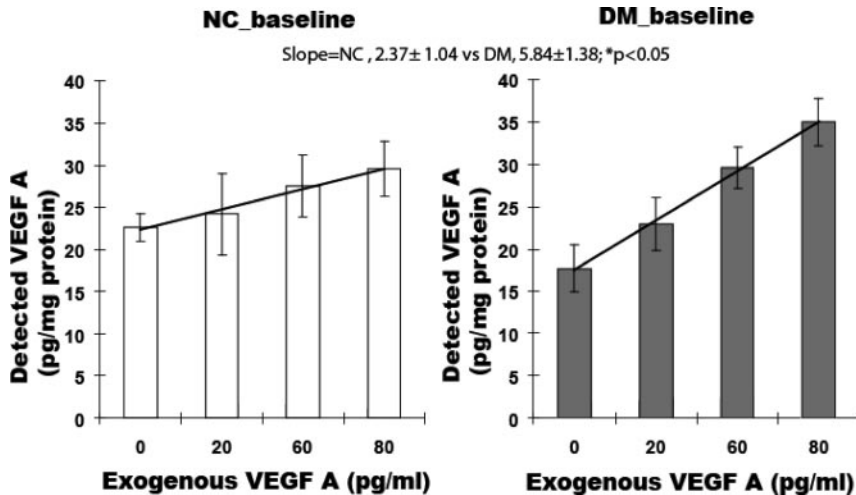 NC_baseline
DM_baseline
Slope=NC , 2.37± 1.04 vs DM, 5.84±1.38; *p<0.05
Detected VEGF A
(pg/mg protein)
40
35
30
25
20
15
10
5
0
0 20 60 80
Exogenous VEGF A (pg/ml)
Detected VEGF A
(pg/mg protein)
40
35
30
25
20
15
10
5
0
0 20 60 80
Exogenous VEGF A (pg/ml)